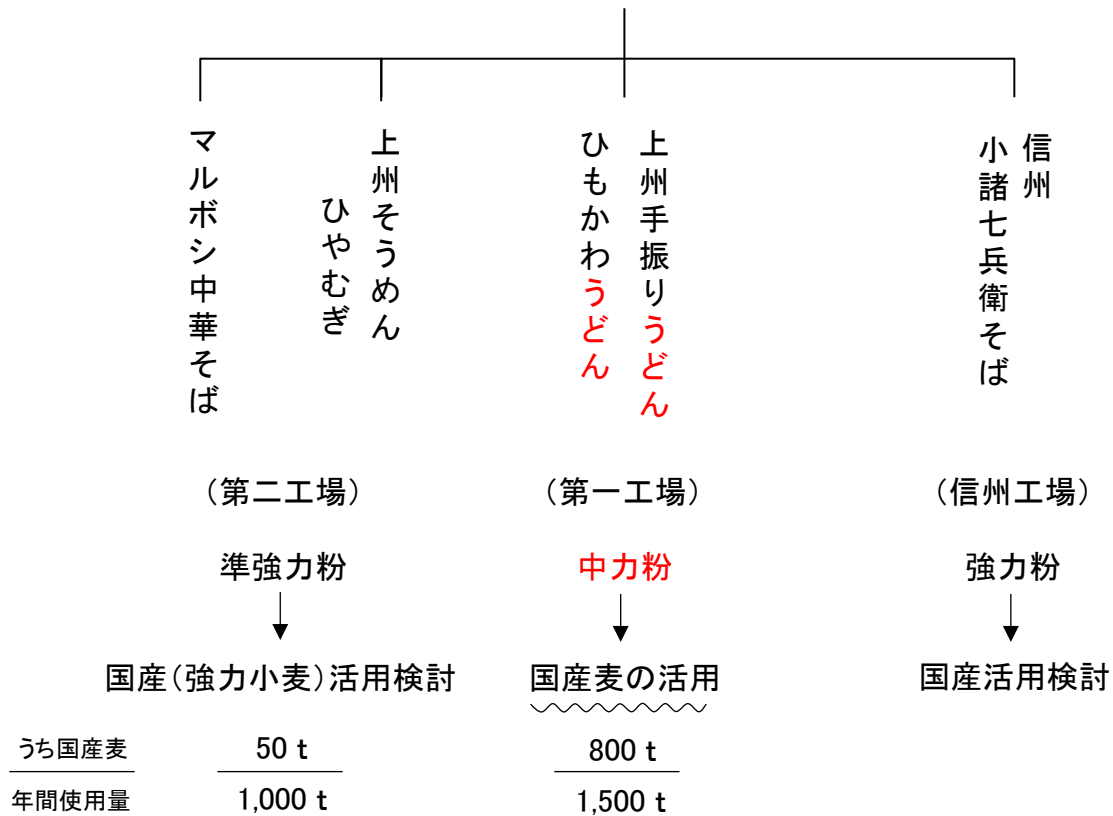 マルボシ中華そば
上州そうめん
ひやむぎ
上州手振りうどん
ひもかわうどん
信州
小諸七兵衛そば
(第二工場)
(第一工場)
(信州工場)
準強力粉
中力粉
強力粉
国産(強力小麦)活用検討
国産麦の活用
国産活用検討
うち国産麦
50 t
800 t
年間使用量
1,000 t
1,500 t